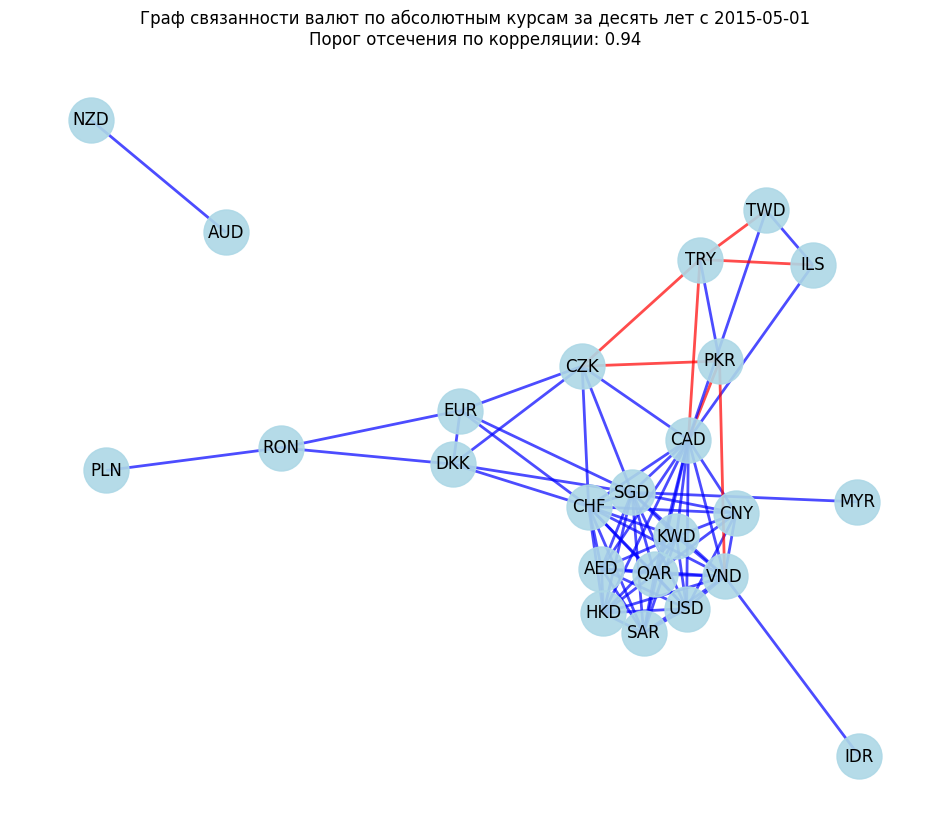 Граф связанности валют по абсолютным курсам за десять лет с 2015-05-01
Порог отсечения по корреляции: 0.94
NZD
AUD
TWD
TRY
ILS
PKR
CZK
EUR
CAD
RON
DKK
PLN
SGD
MYR
CHF
CNY
KWD
AED
QAR
VND
HKD
USD
SAR
IDR